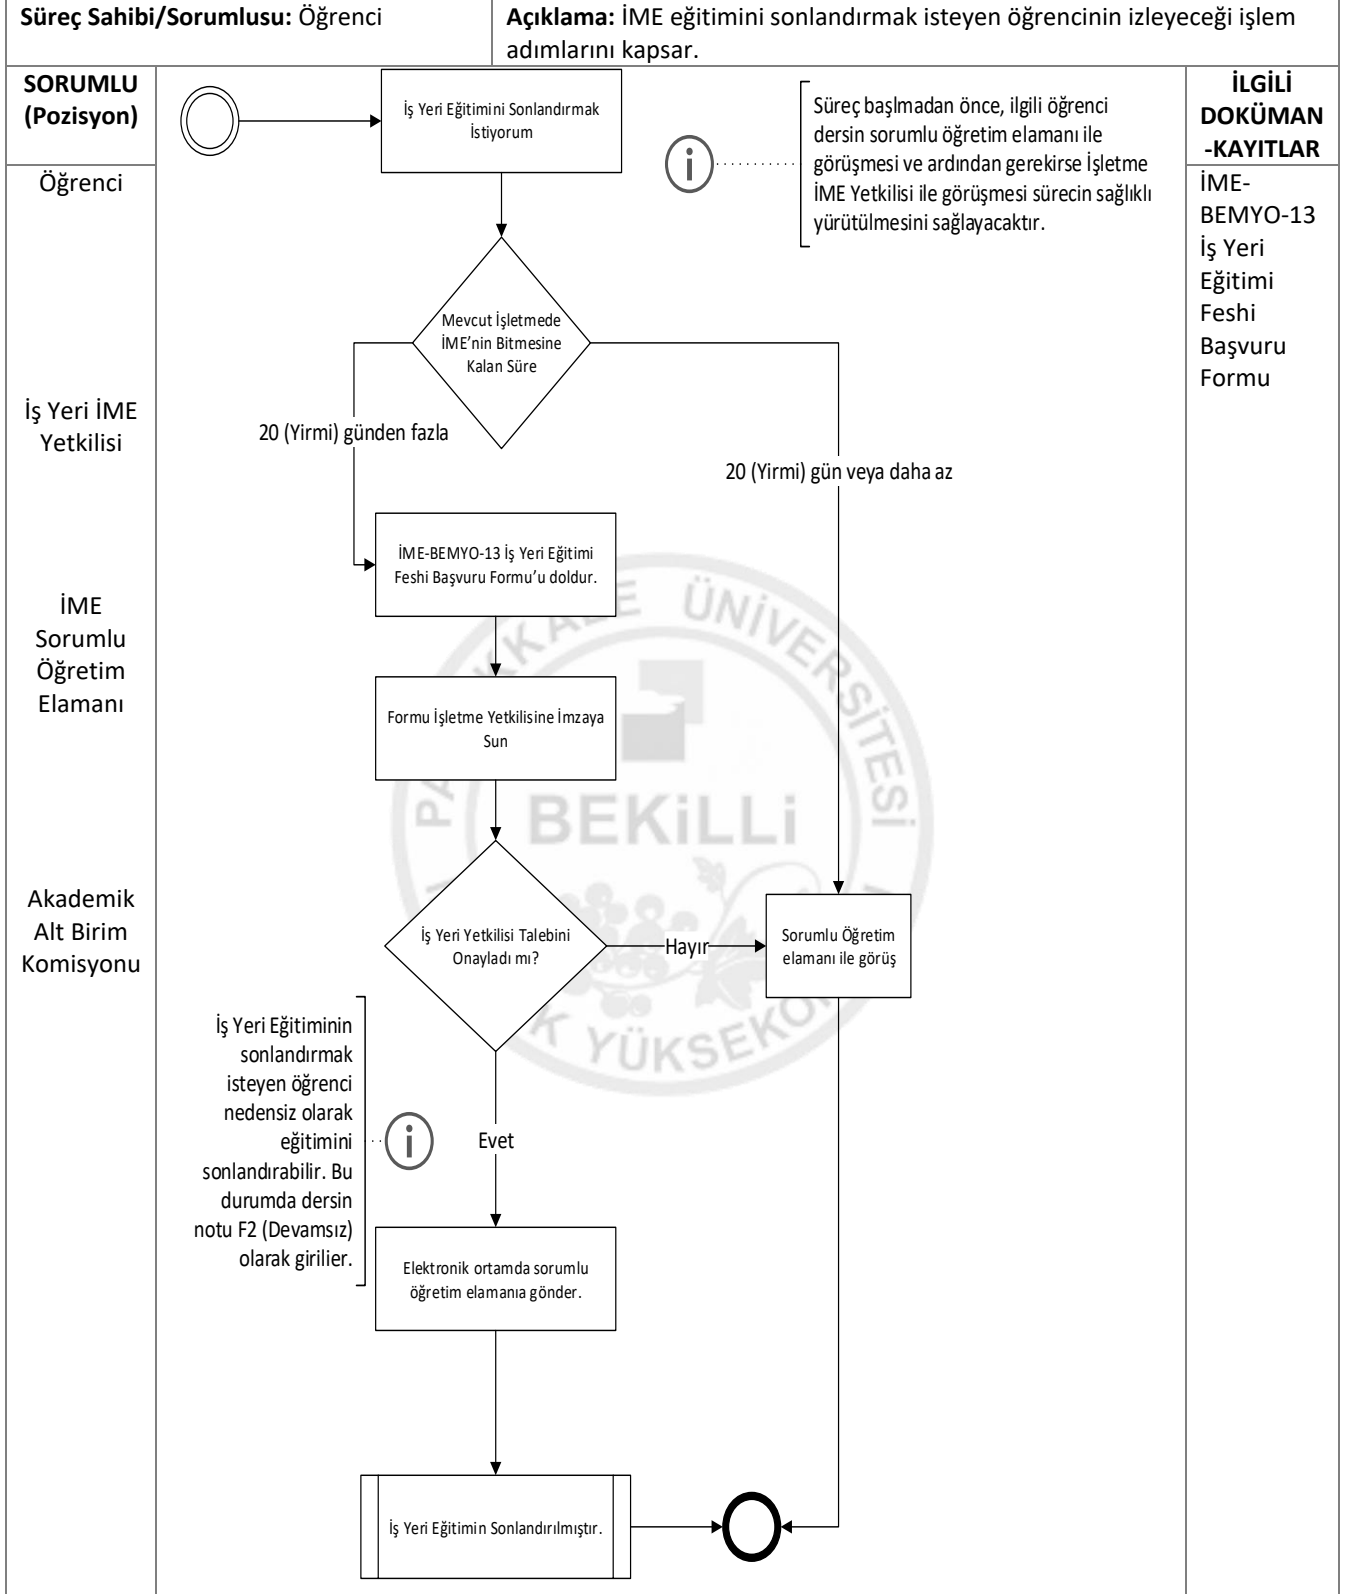 Süreç Sahibi/Sorumlusu: Öğrenci
Açıklama: İME eğitimini sonlandırmak isteyen öğrencinin izleyeceği işlem
adımlarını kapsar.
SORUMLU
(Pozisyon)
Öğrenci
İş Yeri İME
Yetkilisi
İME
Sorumlu
Öğretim
Elamanı
Akademik
Alt Birim
Komisyonu
İş Yeri Eğitimini Sonlandırmak
İstiyorum
Süreç başlmadan önce, ilgili öğrenci
dersin sorumlu öğretim elamanı ile
görüşmesi ve ardından gerekirse İşletme
İME Yetkilisi ile görüşmesi sürecin sağlıklı
yürütülmesini sağlayacaktır.
Mevcut İşletmede
İME'nin Bitmesine
Kalan Süre
20 (Yirmi) günden fazla
20 (Yirmi) gün veya daha az
İME-BEMYO-13 İş Yeri Eğitimi
Feshi Başvuru Formu'u doldur.
Formu İşletme Yetkilisine İmzaya
Sun
İş Yeri Yetkilisi Talebini
Onayladı mı?
Hayır
Sorumlu Öğretim
elamanı ile görüş
İş Yeri Eğitiminin
sonlandırmak
isteyen öğrenci
nedensiz olarak
eğitimini
sonlandırabilir. Bu
durumda dersin
notu F2 (Devamsız)
olarak girilier.
Evet
Elektronik ortamda sorumlu
öğretim elamanıa gönder.
İş Yeri Eğitimin Sonlandırılmıştır.
İLGİLİ
DOKÜMAN
-KAYITLAR
İME-
BEMYO-13
İş Yeri
Eğitimi
Feshi
Başvuru
Formu
ÜNİVERSİTESİ
BEKiLLi